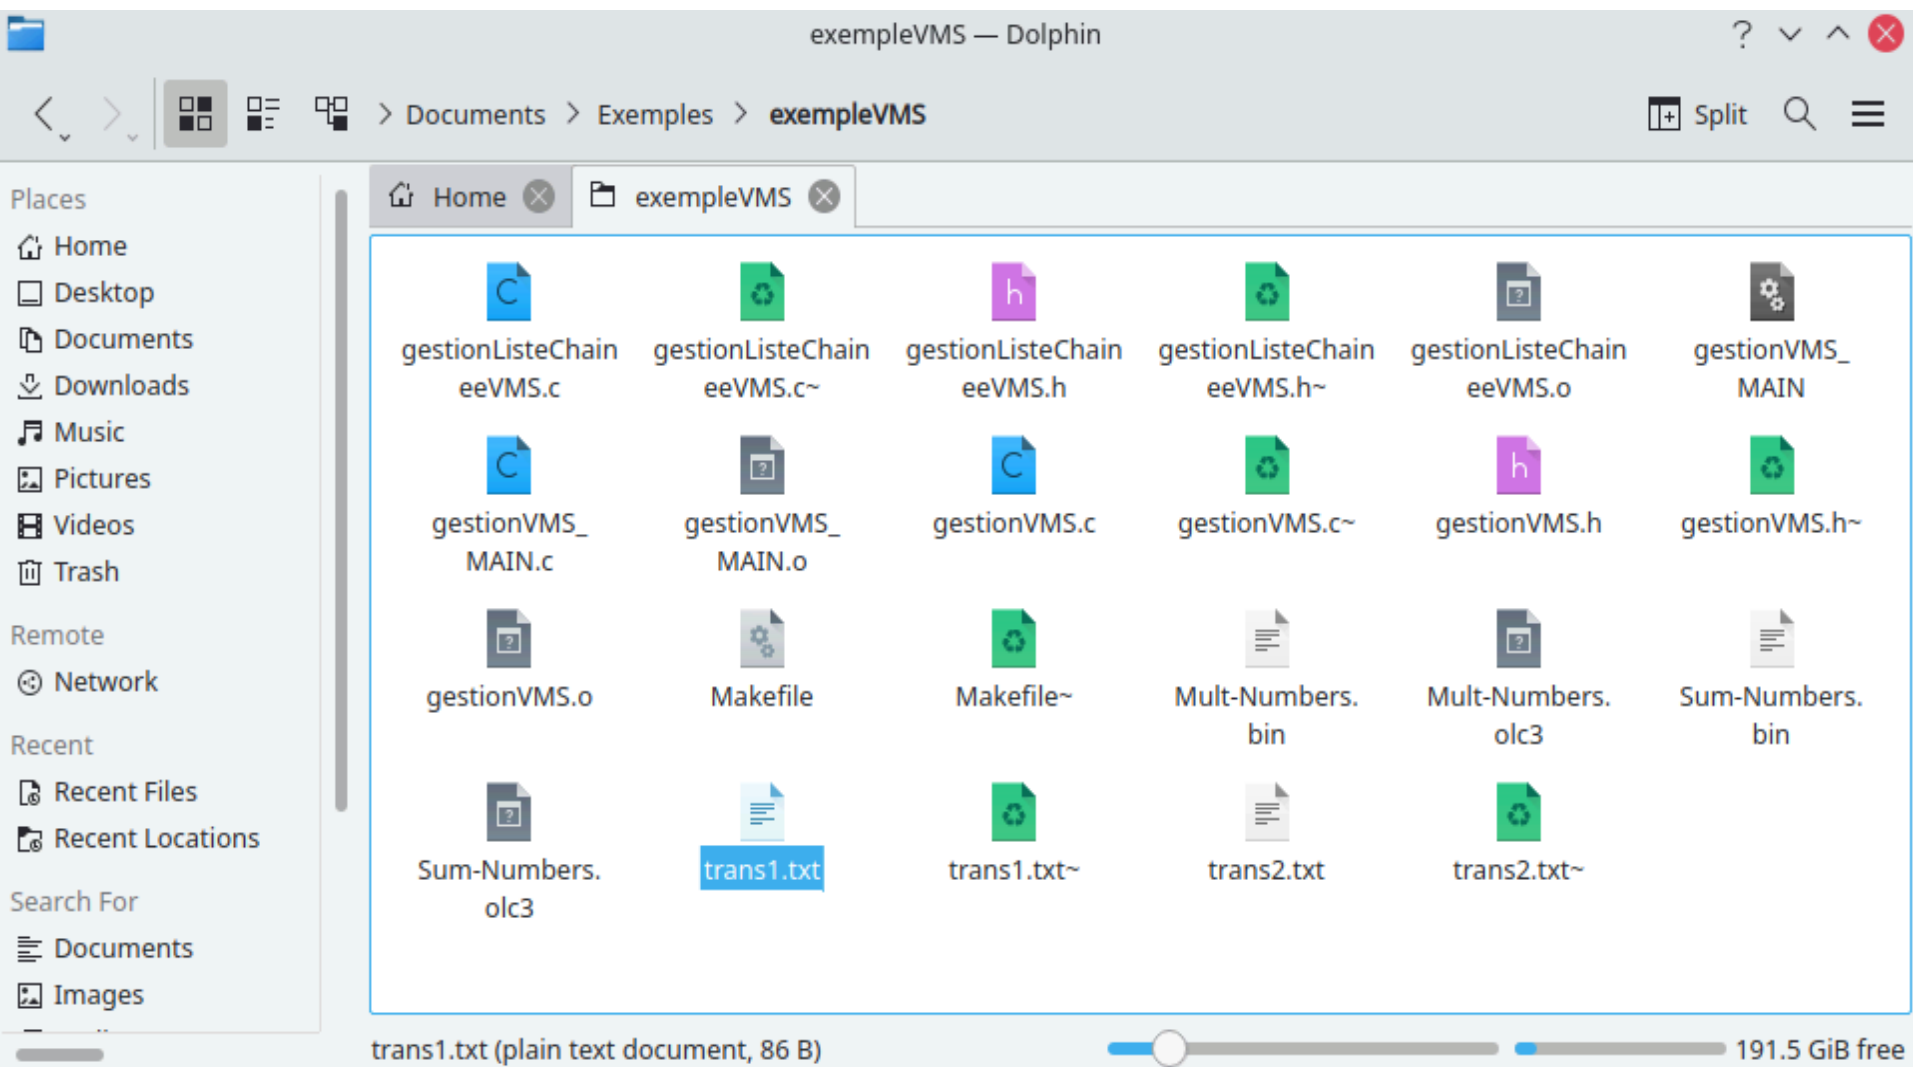 exempleVMS — Dolphin
Documents Exemples exempleVMS Split
Places
Home
Desktop
Documents
Downloads
Music
Pictures
Videos
Trash
Remote
Network
Recent
Recent Files
Recent Locations
Search For
Documents
Images
Home exempleVMS
gestionListeChain gestionListeChain gestionListeChain gestionListeChain gestionListeChain gestionVMS_
eeVMS.c eeVMS.c~ eeVMS.h eeVMS.h~ eeVMS.o MAIN
gestionVMS_ gestionVMS_ gestionVMS.c gestionVMS.c~ gestionVMS.h gestionVMS.h~
MAIN.c MAIN.o
gestionVMS.o Makefile Makefile~ Mult-Numbers. Mult-Numbers. Sum-Numbers.
bin olc3 bin
Sum-Numbers. trans1.txt trans1.txt~ trans2.txt trans2.txt~
olc3
trans1.txt (plain text document, 86 B) 191.5 GiB free